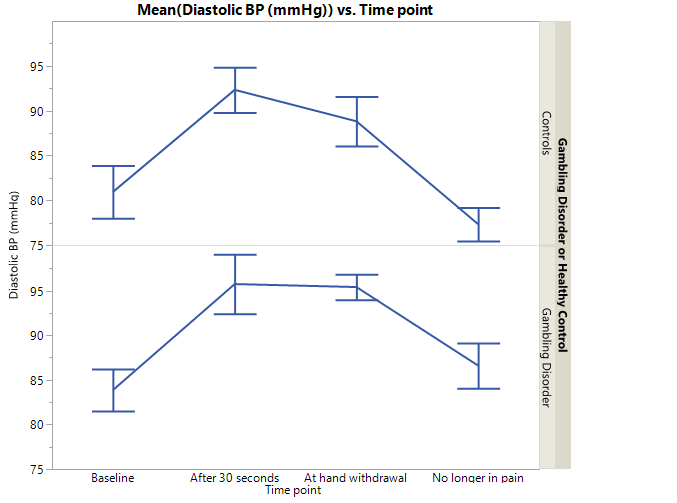 Mean(Diastolic BP (mmHg)) vs. Time point
Diastolic BP (mmHg)
95
90
85
80
75
Controls
95
90
85
80
75
Gambling Disorder
Gambling Disorder or Healthy Control
Baseline
After 30 seconds
At hand withdrawal
No longer in pain
Time point